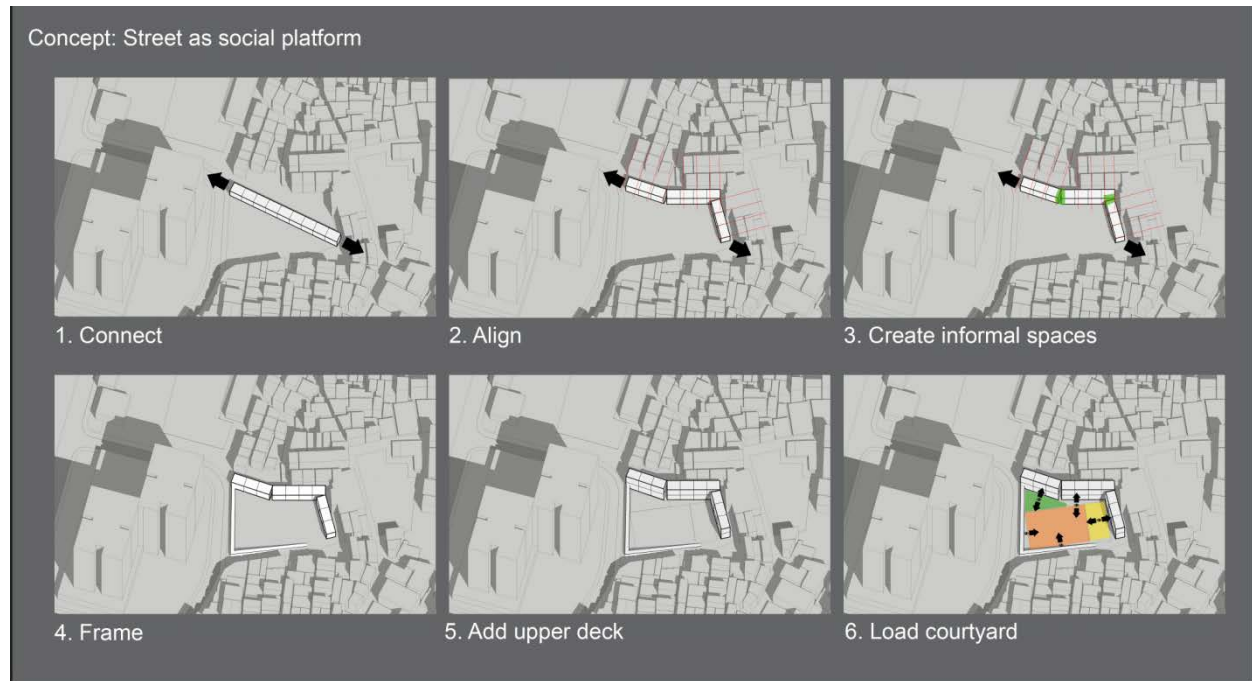 Concept: Street as social platform
1. Connect
2. Align
3. Create informal spaces
4. Frame
5. Add upper deck
6. Load courtyard